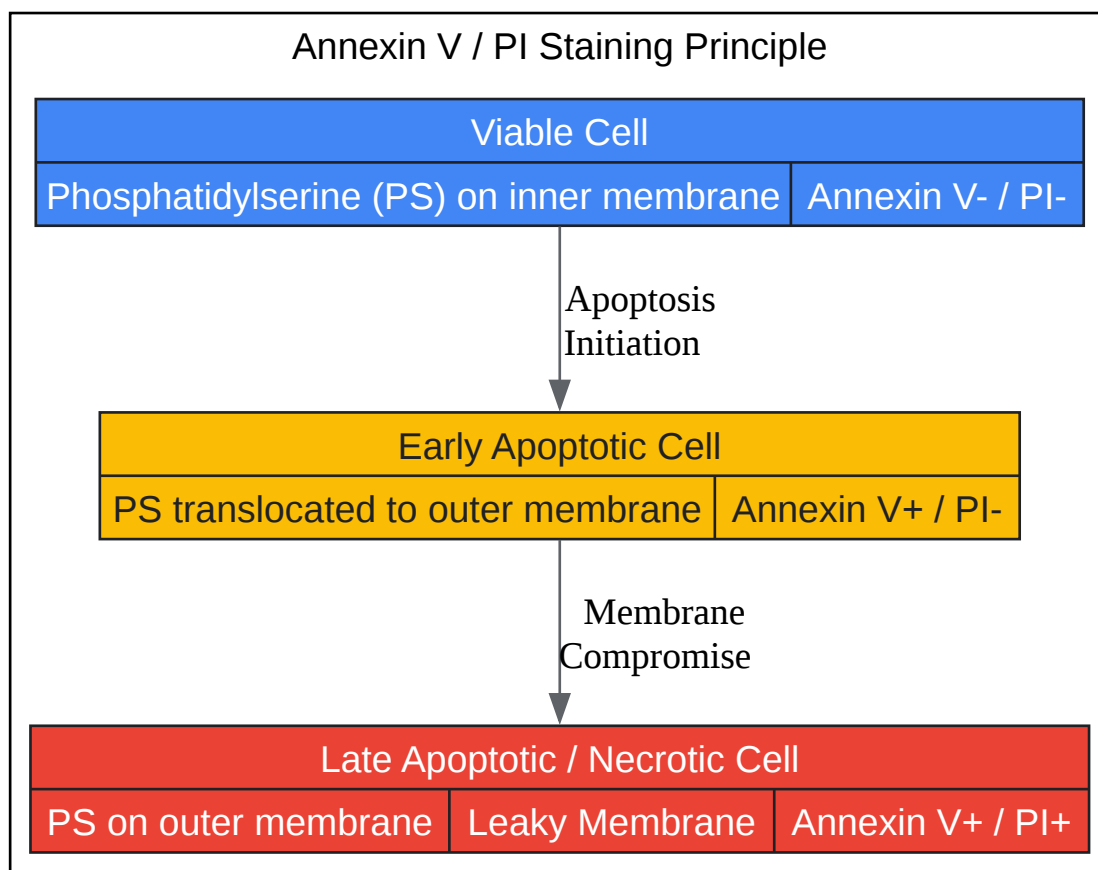 Annexin V / PI Staining Principle
Viable Cell
Phosphatidylserine (PS) on inner membrane
Annexin V- / PI-
Apoptosis
Initiation
Early Apoptotic Cell
PS translocated to outer membrane
Annexin V+ / PI-
Membrane
Compromise
Late Apoptotic / Necrotic Cell
PS on outer membrane
Leaky Membrane
Annexin V+ / PI+